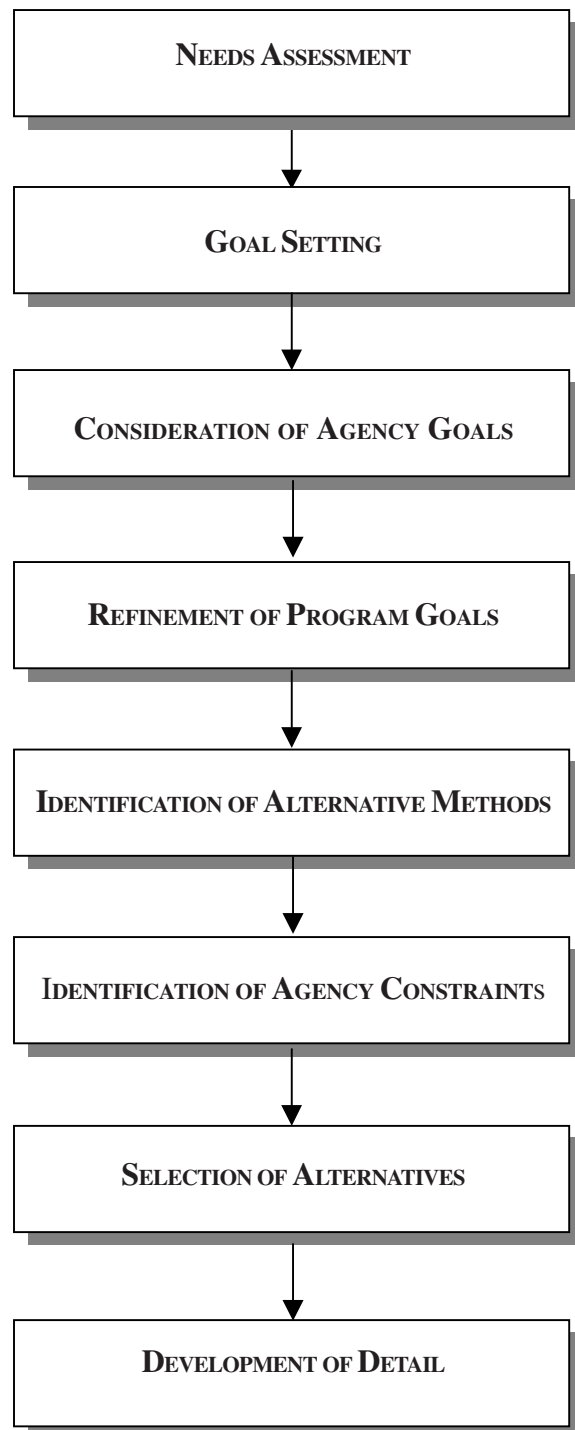 NEEDS ASSESSMENT
GOAL SETTING
CONSIDERATION OF AGENCY GOALS
REFINEMENT OF PROGRAM GOALS
IDENTIFICATION OF ALTERNATIVE METHODS
IDENTIFICATION OF AGENCY CONSTRAINTS
SELECTION OF ALTERNATIVES
DEVELOPMENT OF DETAIL